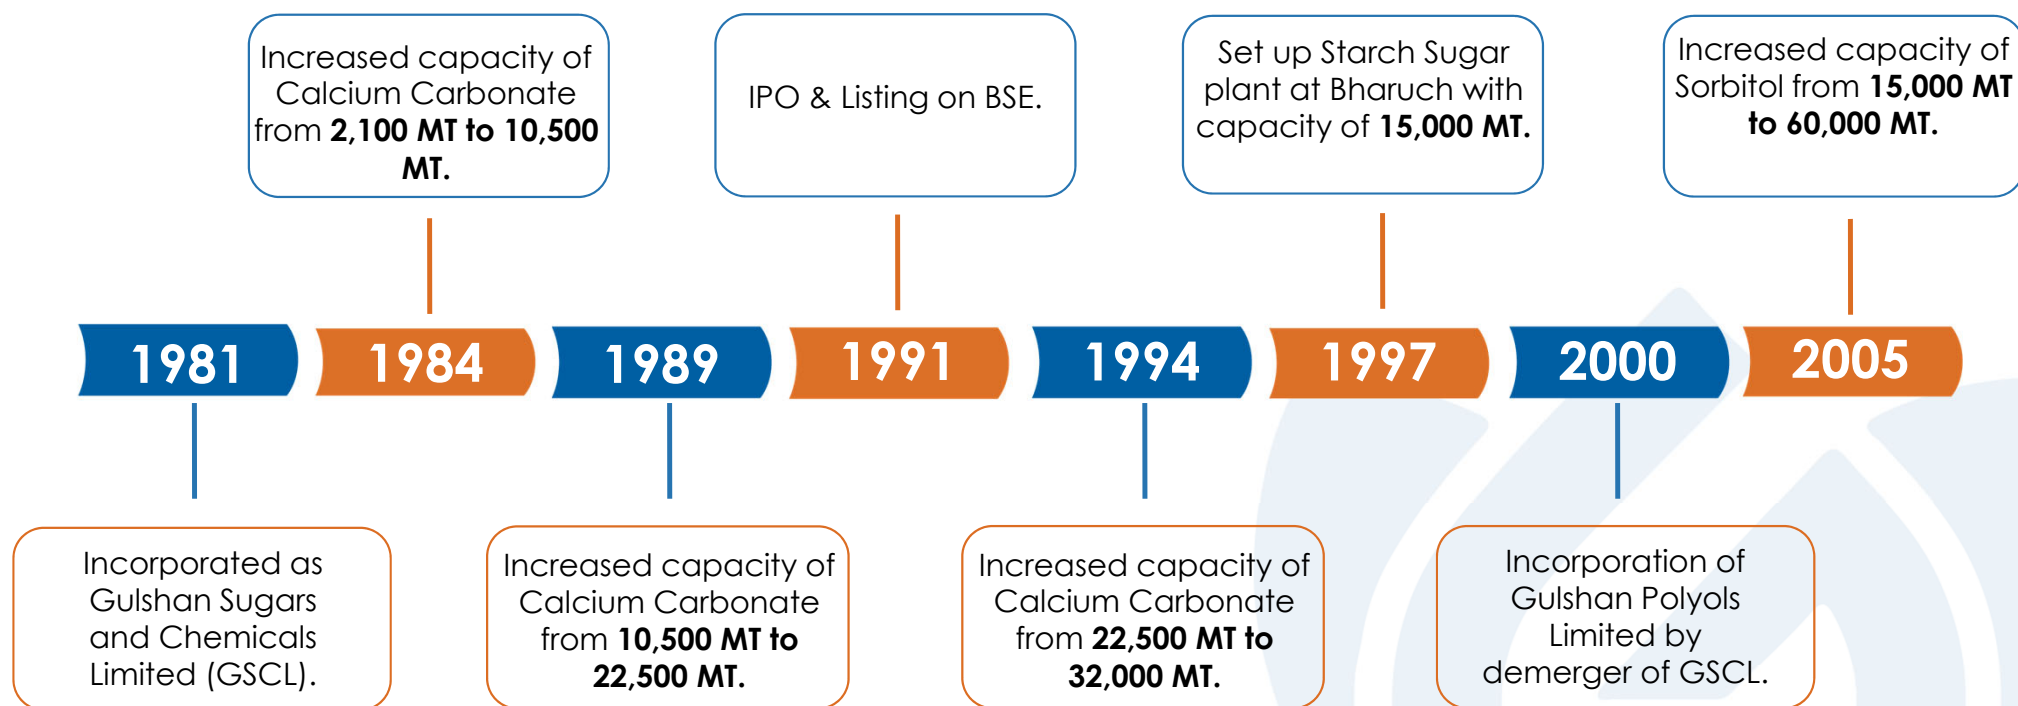 Increased capacity of
Calcium Carbonate
from 2,100 MT to 10,500
MT.
IPO & Listing on BSE.
Set up Starch Sugar
plant at Bharuch with
capacity of 15,000 MT.
Increased capacity of
Sorbitol from 15,000 MT
to 60,000 MT.
1981
1984
1989
1991
1994
1997
2000
2005
Incorporated as
Gulshan Sugars
and Chemicals
Limited (GSCL).
Increased capacity of
Calcium Carbonate
from 10,500 MT to
22,500 MT.
Increased capacity of
Calcium Carbonate
from 22,500 MT to
32,000 MT.
Incorporation of
Gulshan Polyols
Limited by
demerger of GSCL.